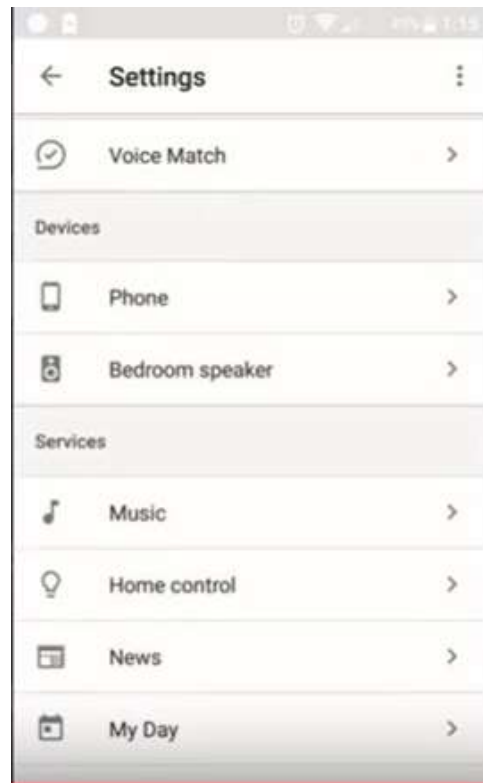 Settings
Voice Match
Devices
Phone
Bedroom speaker
Services
Music
Home control
News
My Day